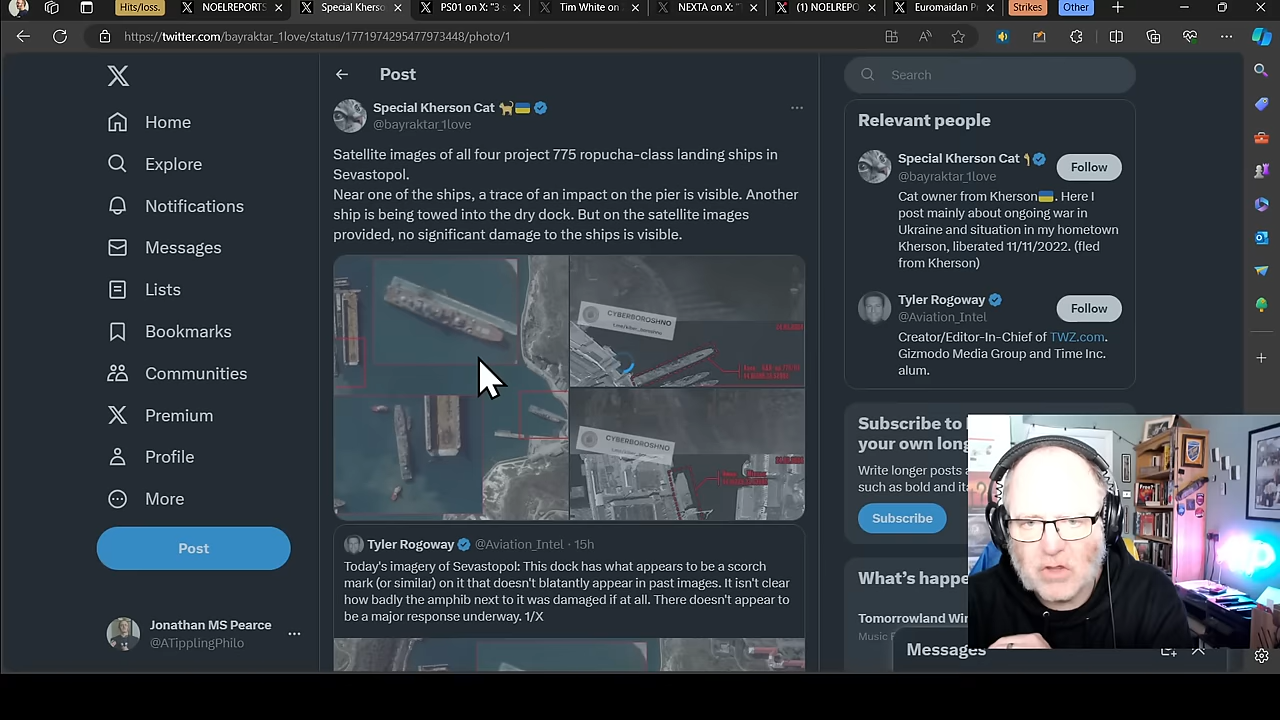 Hits/loss.
NOELREPORTS
Special Kherson
PS01 on X: "3
Tim White on
NEXTA on X: "
(1) NOELREPO
Euromaidan P
Strikes
Other
https://twitter.com/bayraktar_1love/status/1771974295477973448/photo/1
Home
Explore
Notifications
Messages
Lists
Bookmarks
Communities
Premium
Profile
More
Post
Jonathan MS Pearce
@ATipplingPhilo
Post
Special Kherson Cat
@bayraktar_1love
Satellite images of all four project 775 ropucha-class landing ships in
Sevastopol.
Near one of the ships, a trace of an impact on the pier is visible. Another
ship is being towed into the dry dock. But on the satellite images
provided, no significant damage to the ships is visible.
CYBERBOROSHNO
CYBERBOROSHNO
Tyler Rogoway @Aviation_Intel · 15h
Today's imagery of Sevastopol: This dock has what appears to be a scorch
mark (or similar) on it that doesn't blatantly appear in past images. It isn't clear
how badly the amphib next to it was damaged if at all. There doesn't appear to
be a major response underway. 1/X
Search
Relevant people
Special Kherson Cat
@bayraktar_1love
Follow
Cat owner from Kherson. Here I
post mainly about ongoing war in
Ukraine and situation in my hometown
Kherson, liberated 11/11/2022. (fled
from Kherson)
Tyler Rogoway
@Aviation_Intel
Follow
Creator/Editor-In-Chief of TWZ.com.
Gizmodo Media Group and Time Inc.
alum.
Subscribe to
your own long
Write longer posts
such as bold and
Subscribe
What's happe
Tomorrowland Win
Music
Messages